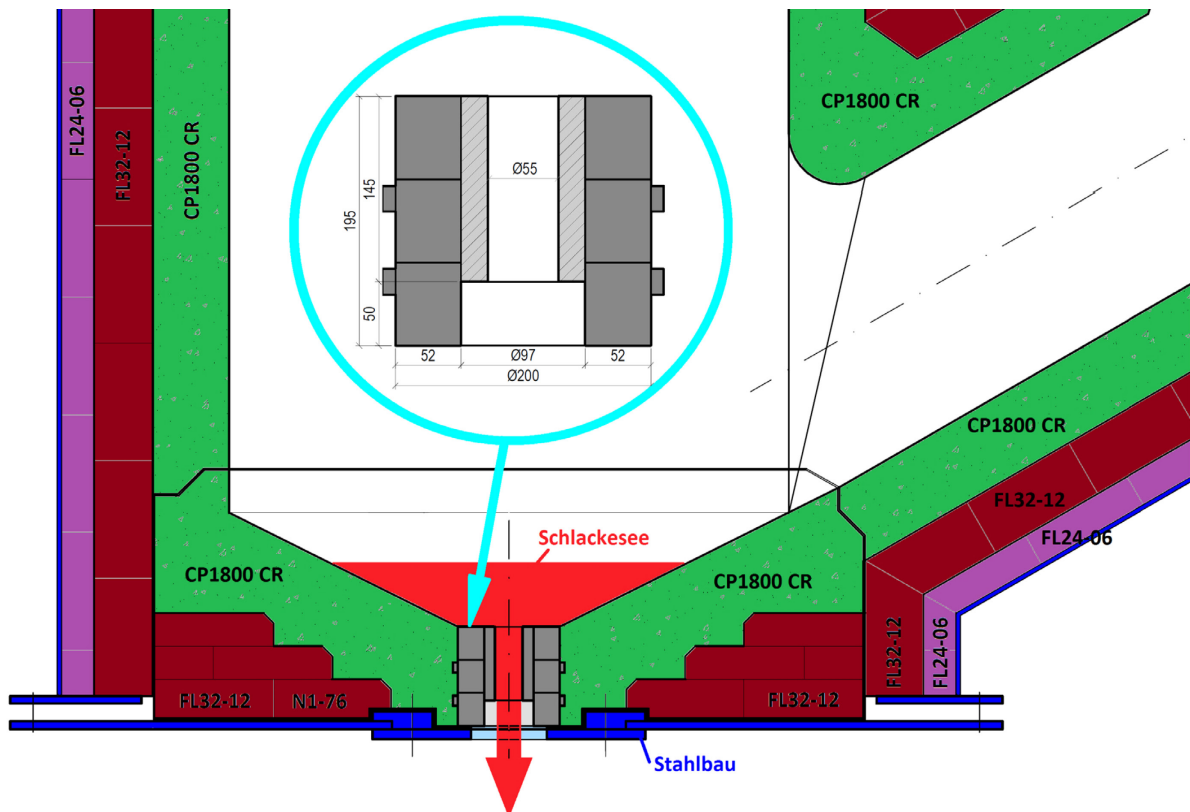 FL24-06
FL32-12
CP1800 CR
CP1800 CR
Ø55
195
145
50
52
Ø97
52
Ø200
CP1800 CR
FL32-12
FL24-06
Schlackesee
CP1800 CR
CP1800 CR
FL32-12
FL24-06
FL32-12
N1-76
FL32-12
Stahlbau